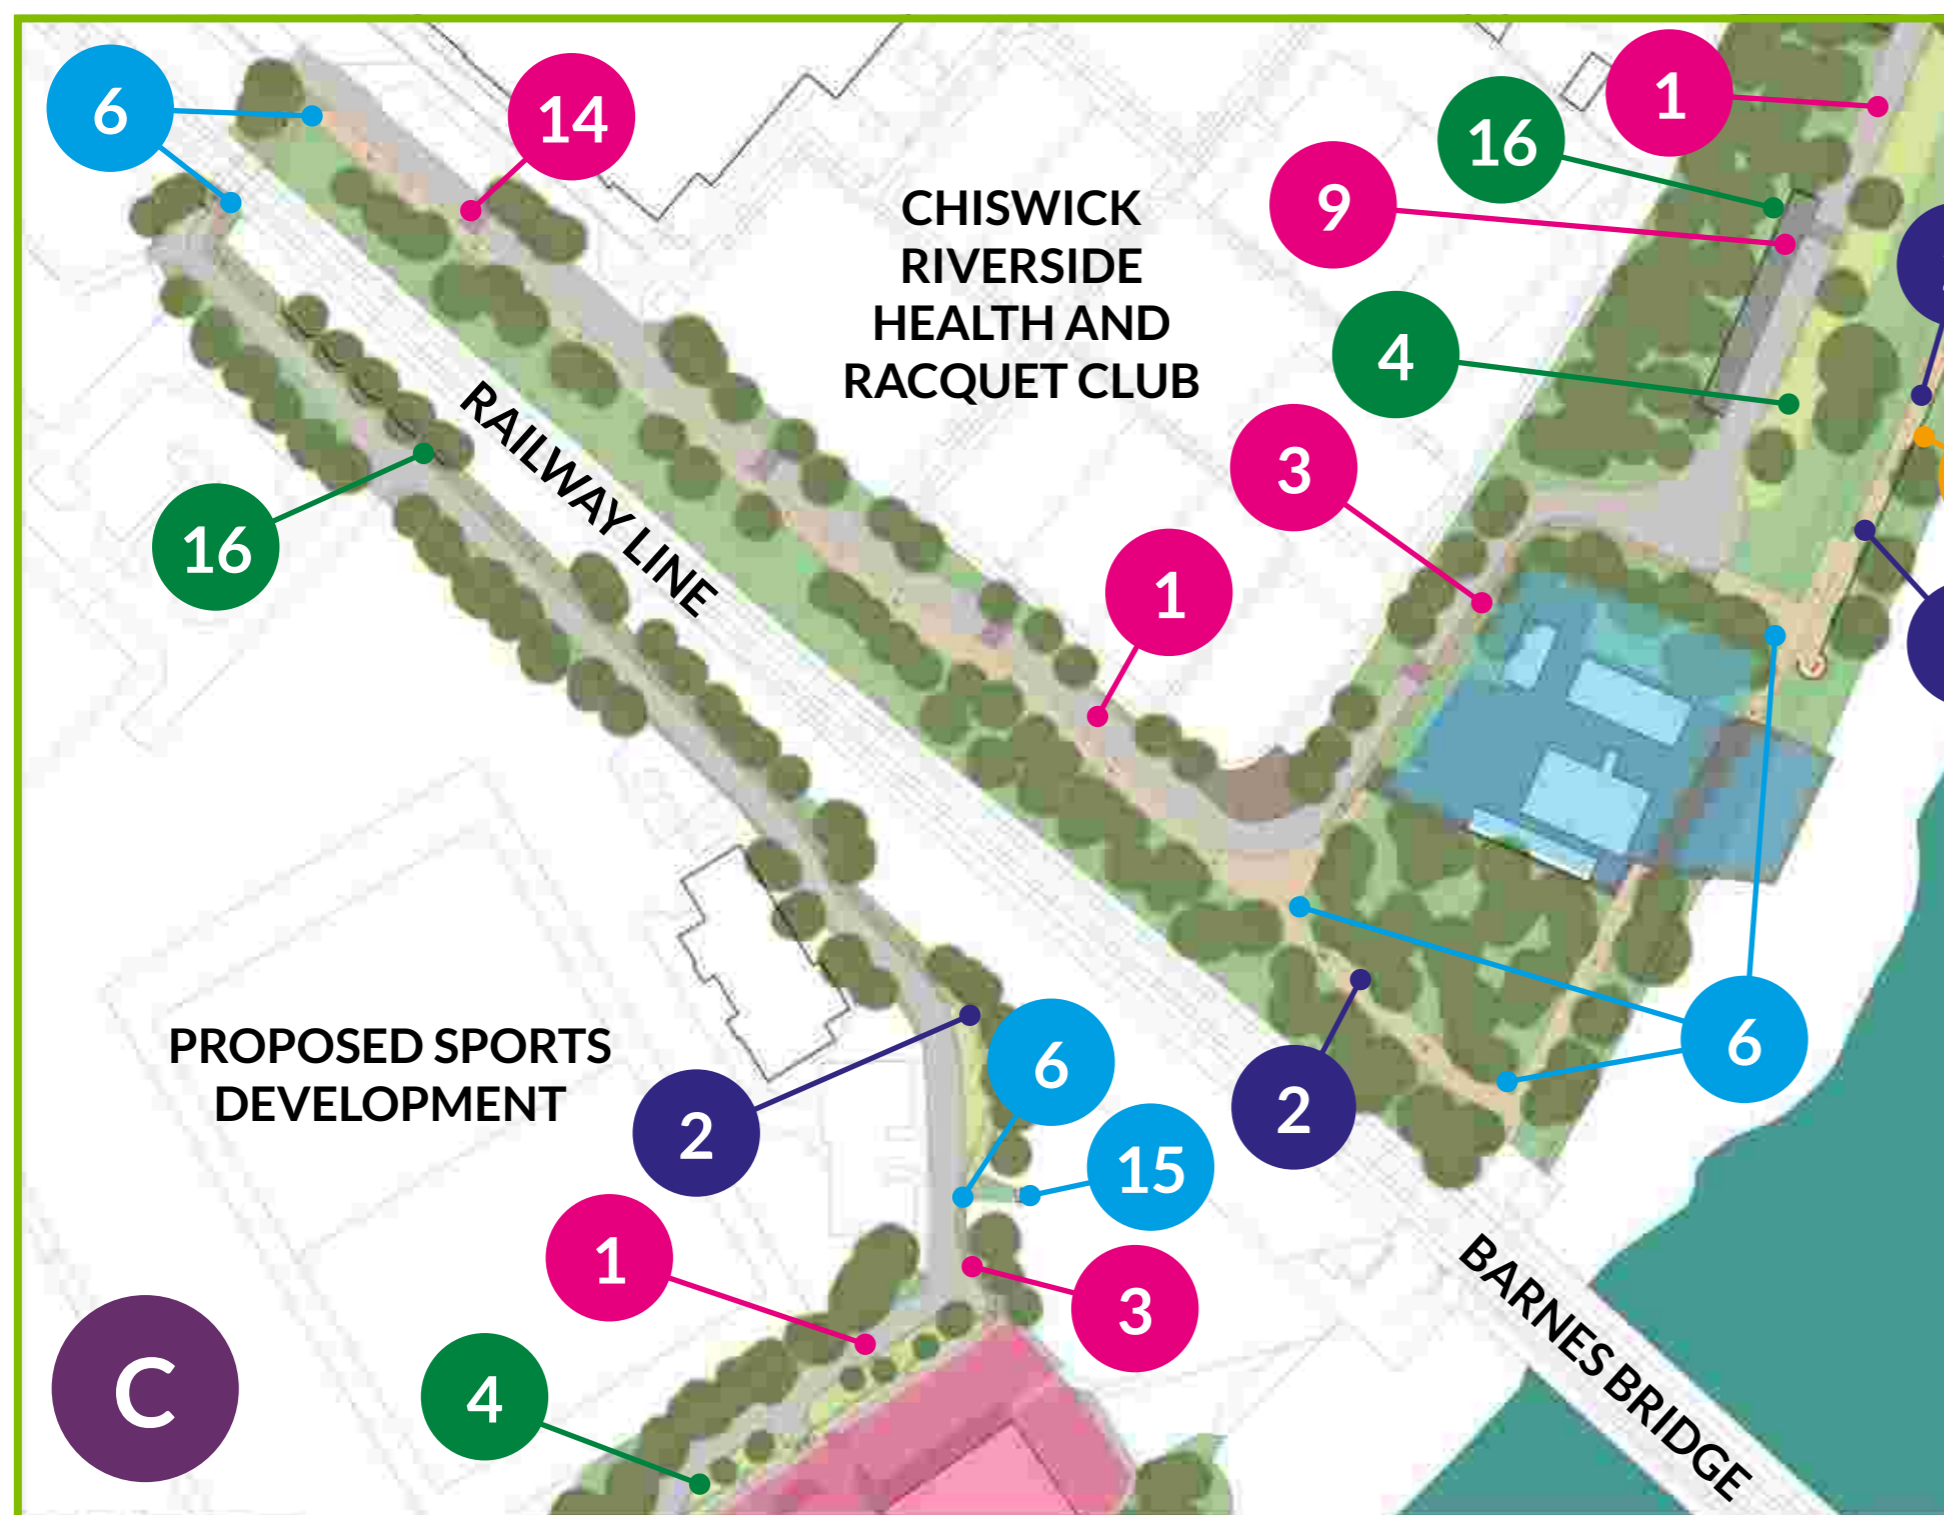 6
14
1
16
9
CHISWICK
RIVERSIDE
HEALTH AND
RACQUET CLUB
4
3
RAILWAY LINE
16
1
6
2
PROPOSED SPORTS
DEVELOPMENT
2
6
15
1
3
BARNES BRIDGE
C
4